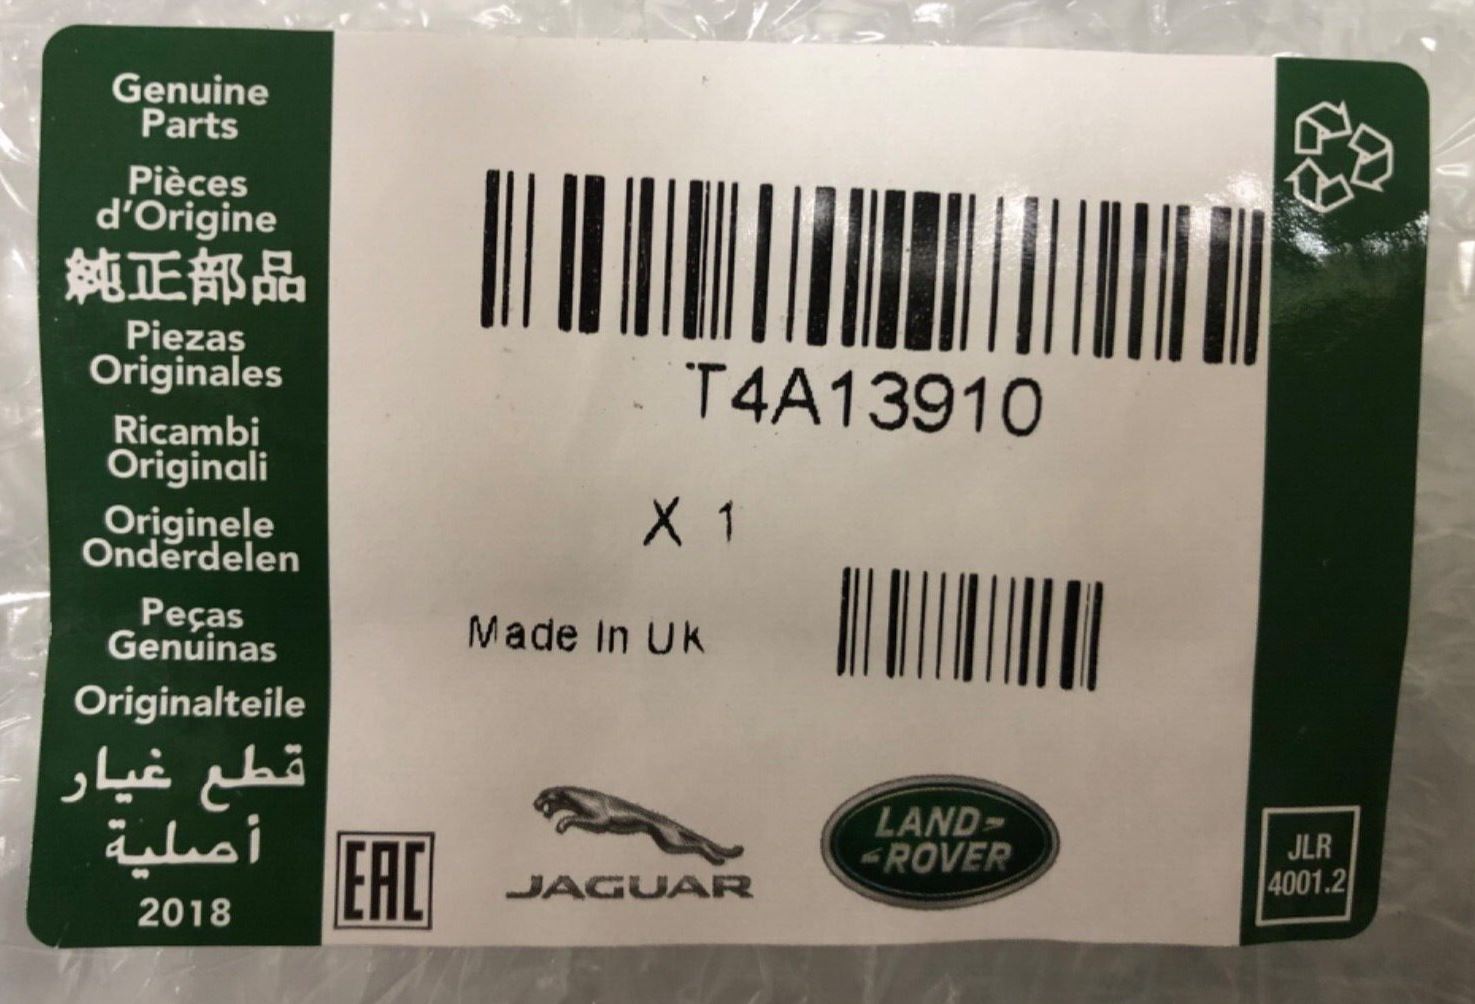 Genuine
Parts
Pièces
d'Origine
純正部品
Piezas
Originales
Ricambi
Originali
Originele
Onderdelen
Peças
Genuinas
Originalteile
قطع غيار
أصلية
2018
T4A13910
X 1
Made In UK
EAC
JAGUAR
LAND-
-ROVER
JLR
4001.2